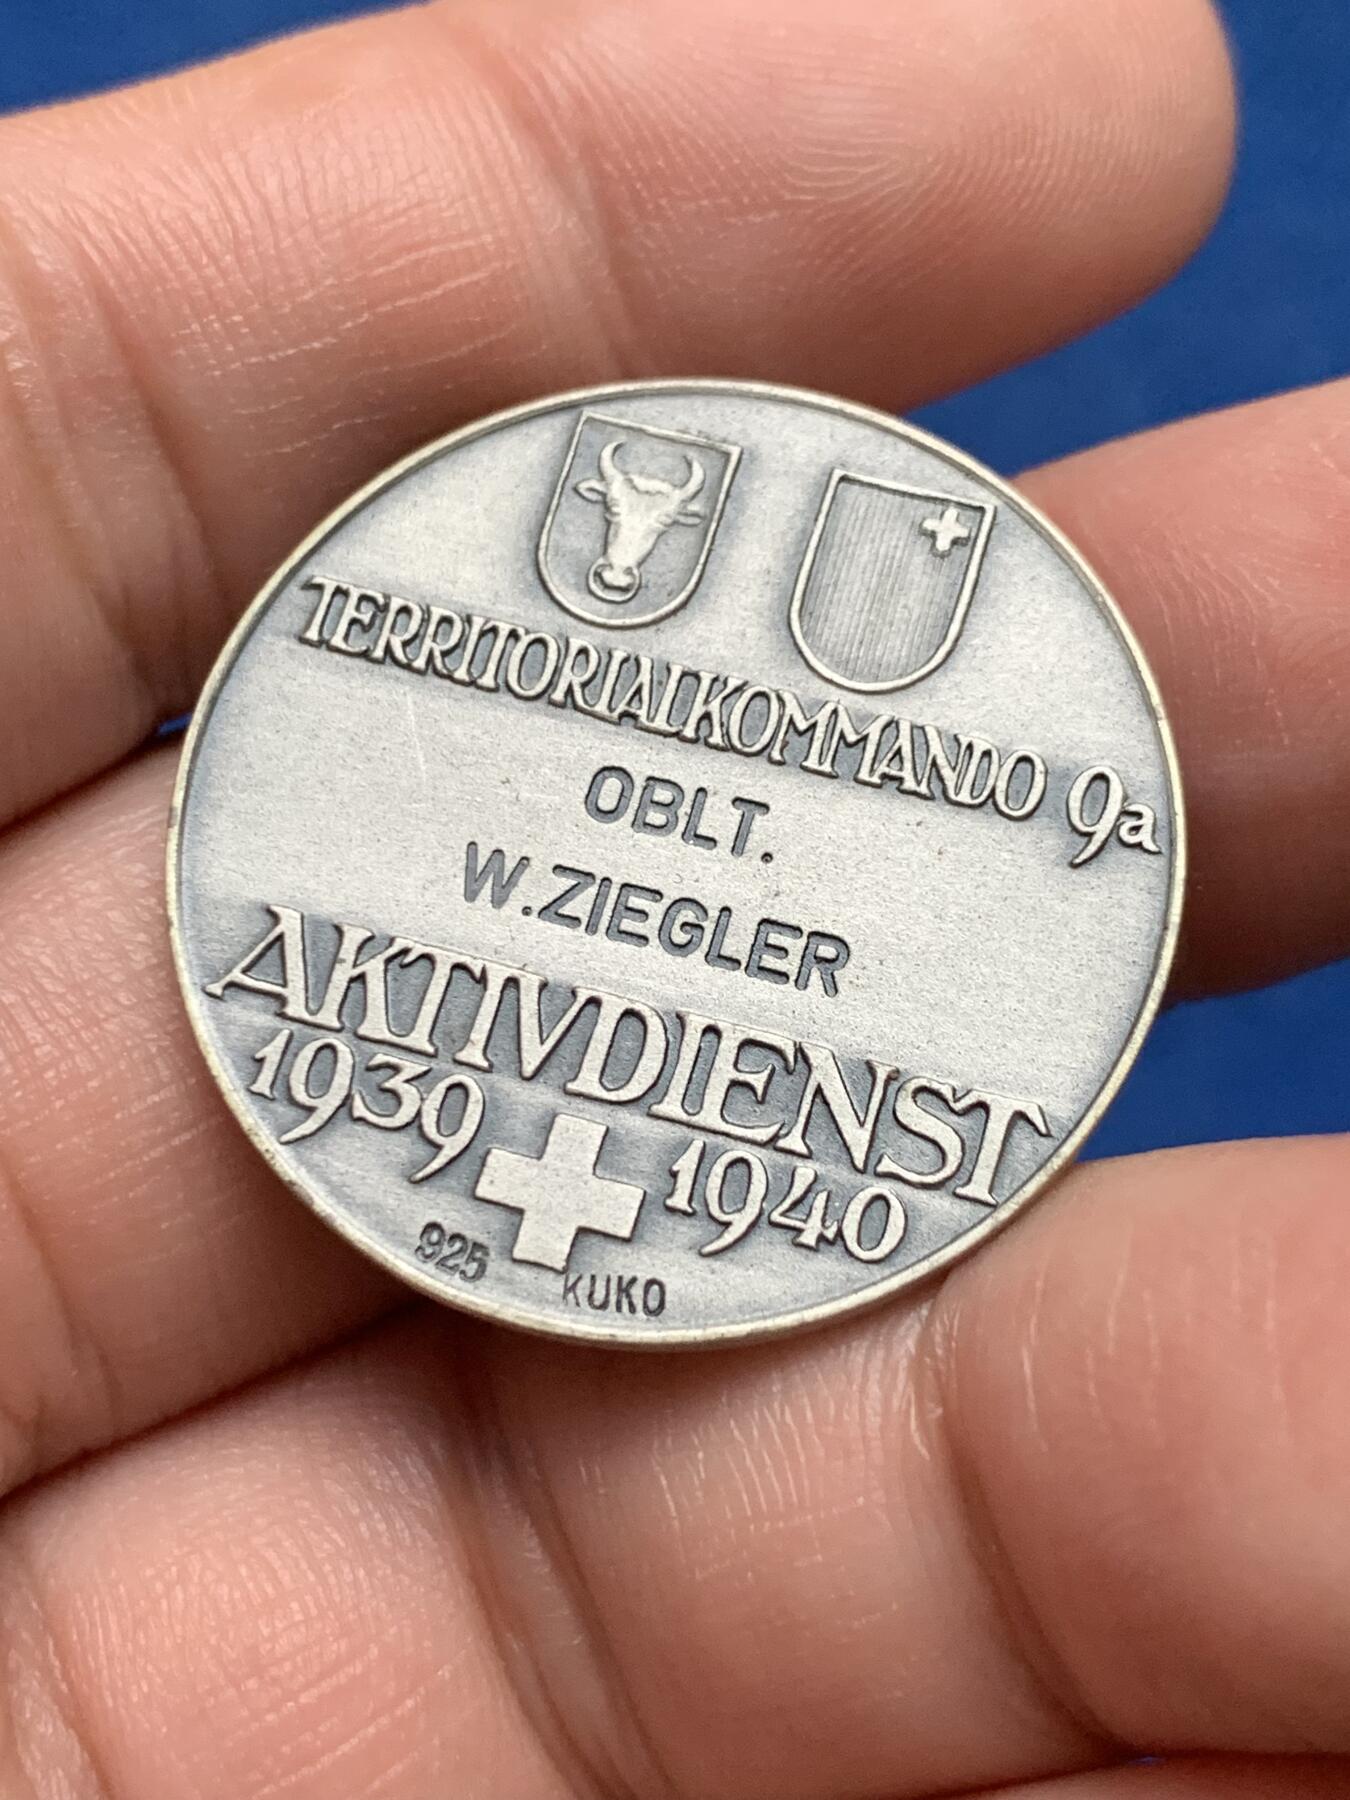 TERRITORIALKOMMANDO 9a
OBLT.
W.ZIEGLER
AKTIVDIENST
1939 1940
925 KUKO